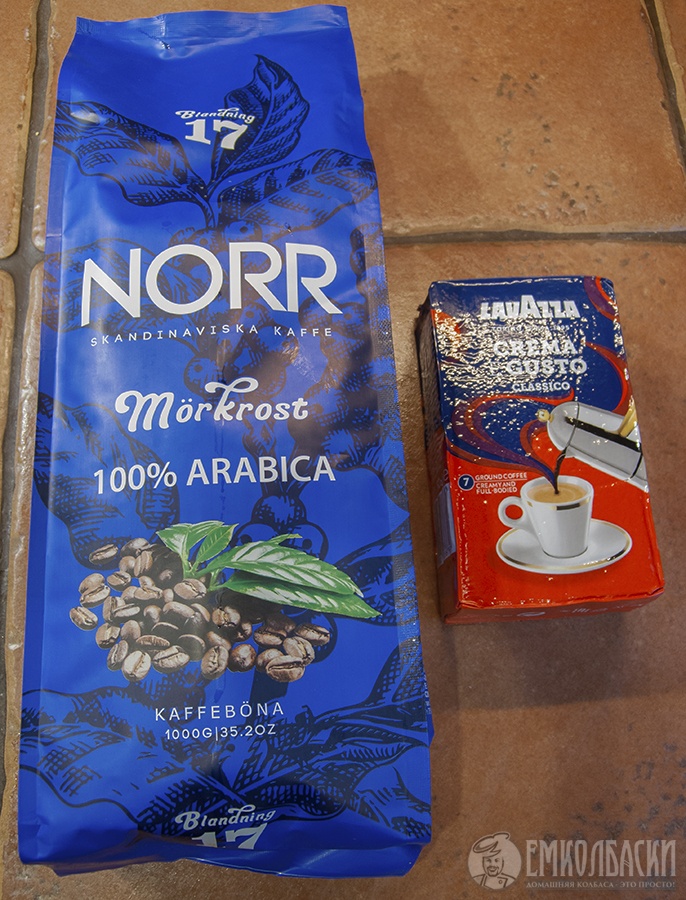 Blandning
17
NORR
SKANDINAVISKA KAFFE
Mörkrost
100% ARABICA
KAFFEBÖNA
1000G|35.2OZ
Blandning
17
LAVAZZA
CREMA
E GUSTO
CLASSICO
7 GROUND COFFEE
CREAMY AND
FULL-BODIED
ЕМКОЛБАСКИ
ДОМАШНЯЯ КОЛБАСА - ЭТО ПРОСТО!